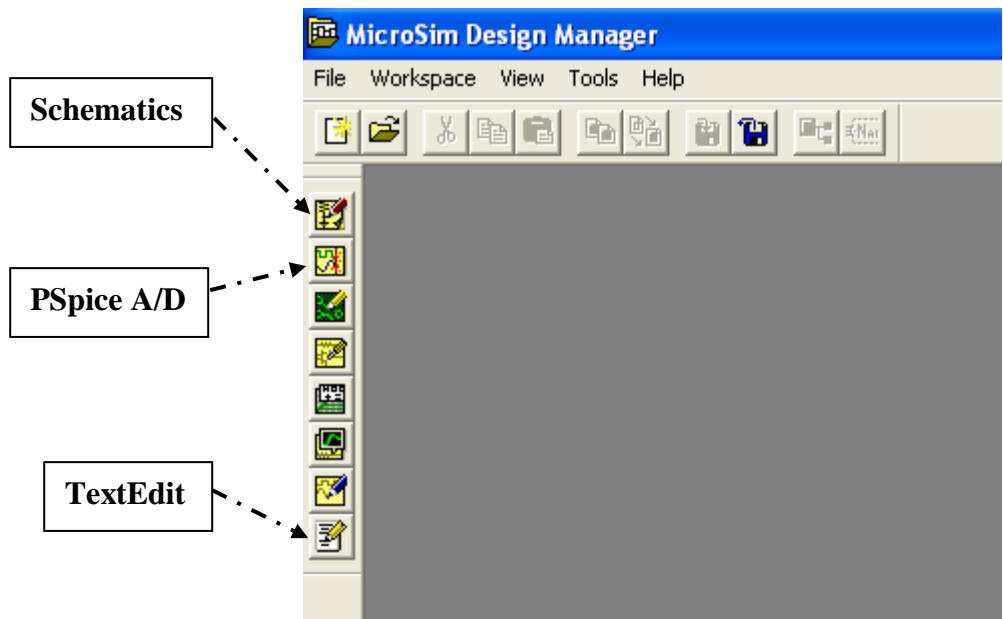 MicroSim Design Manager
File Workspace View Tools Help
Schematics
PSpice A/D
TextEdit